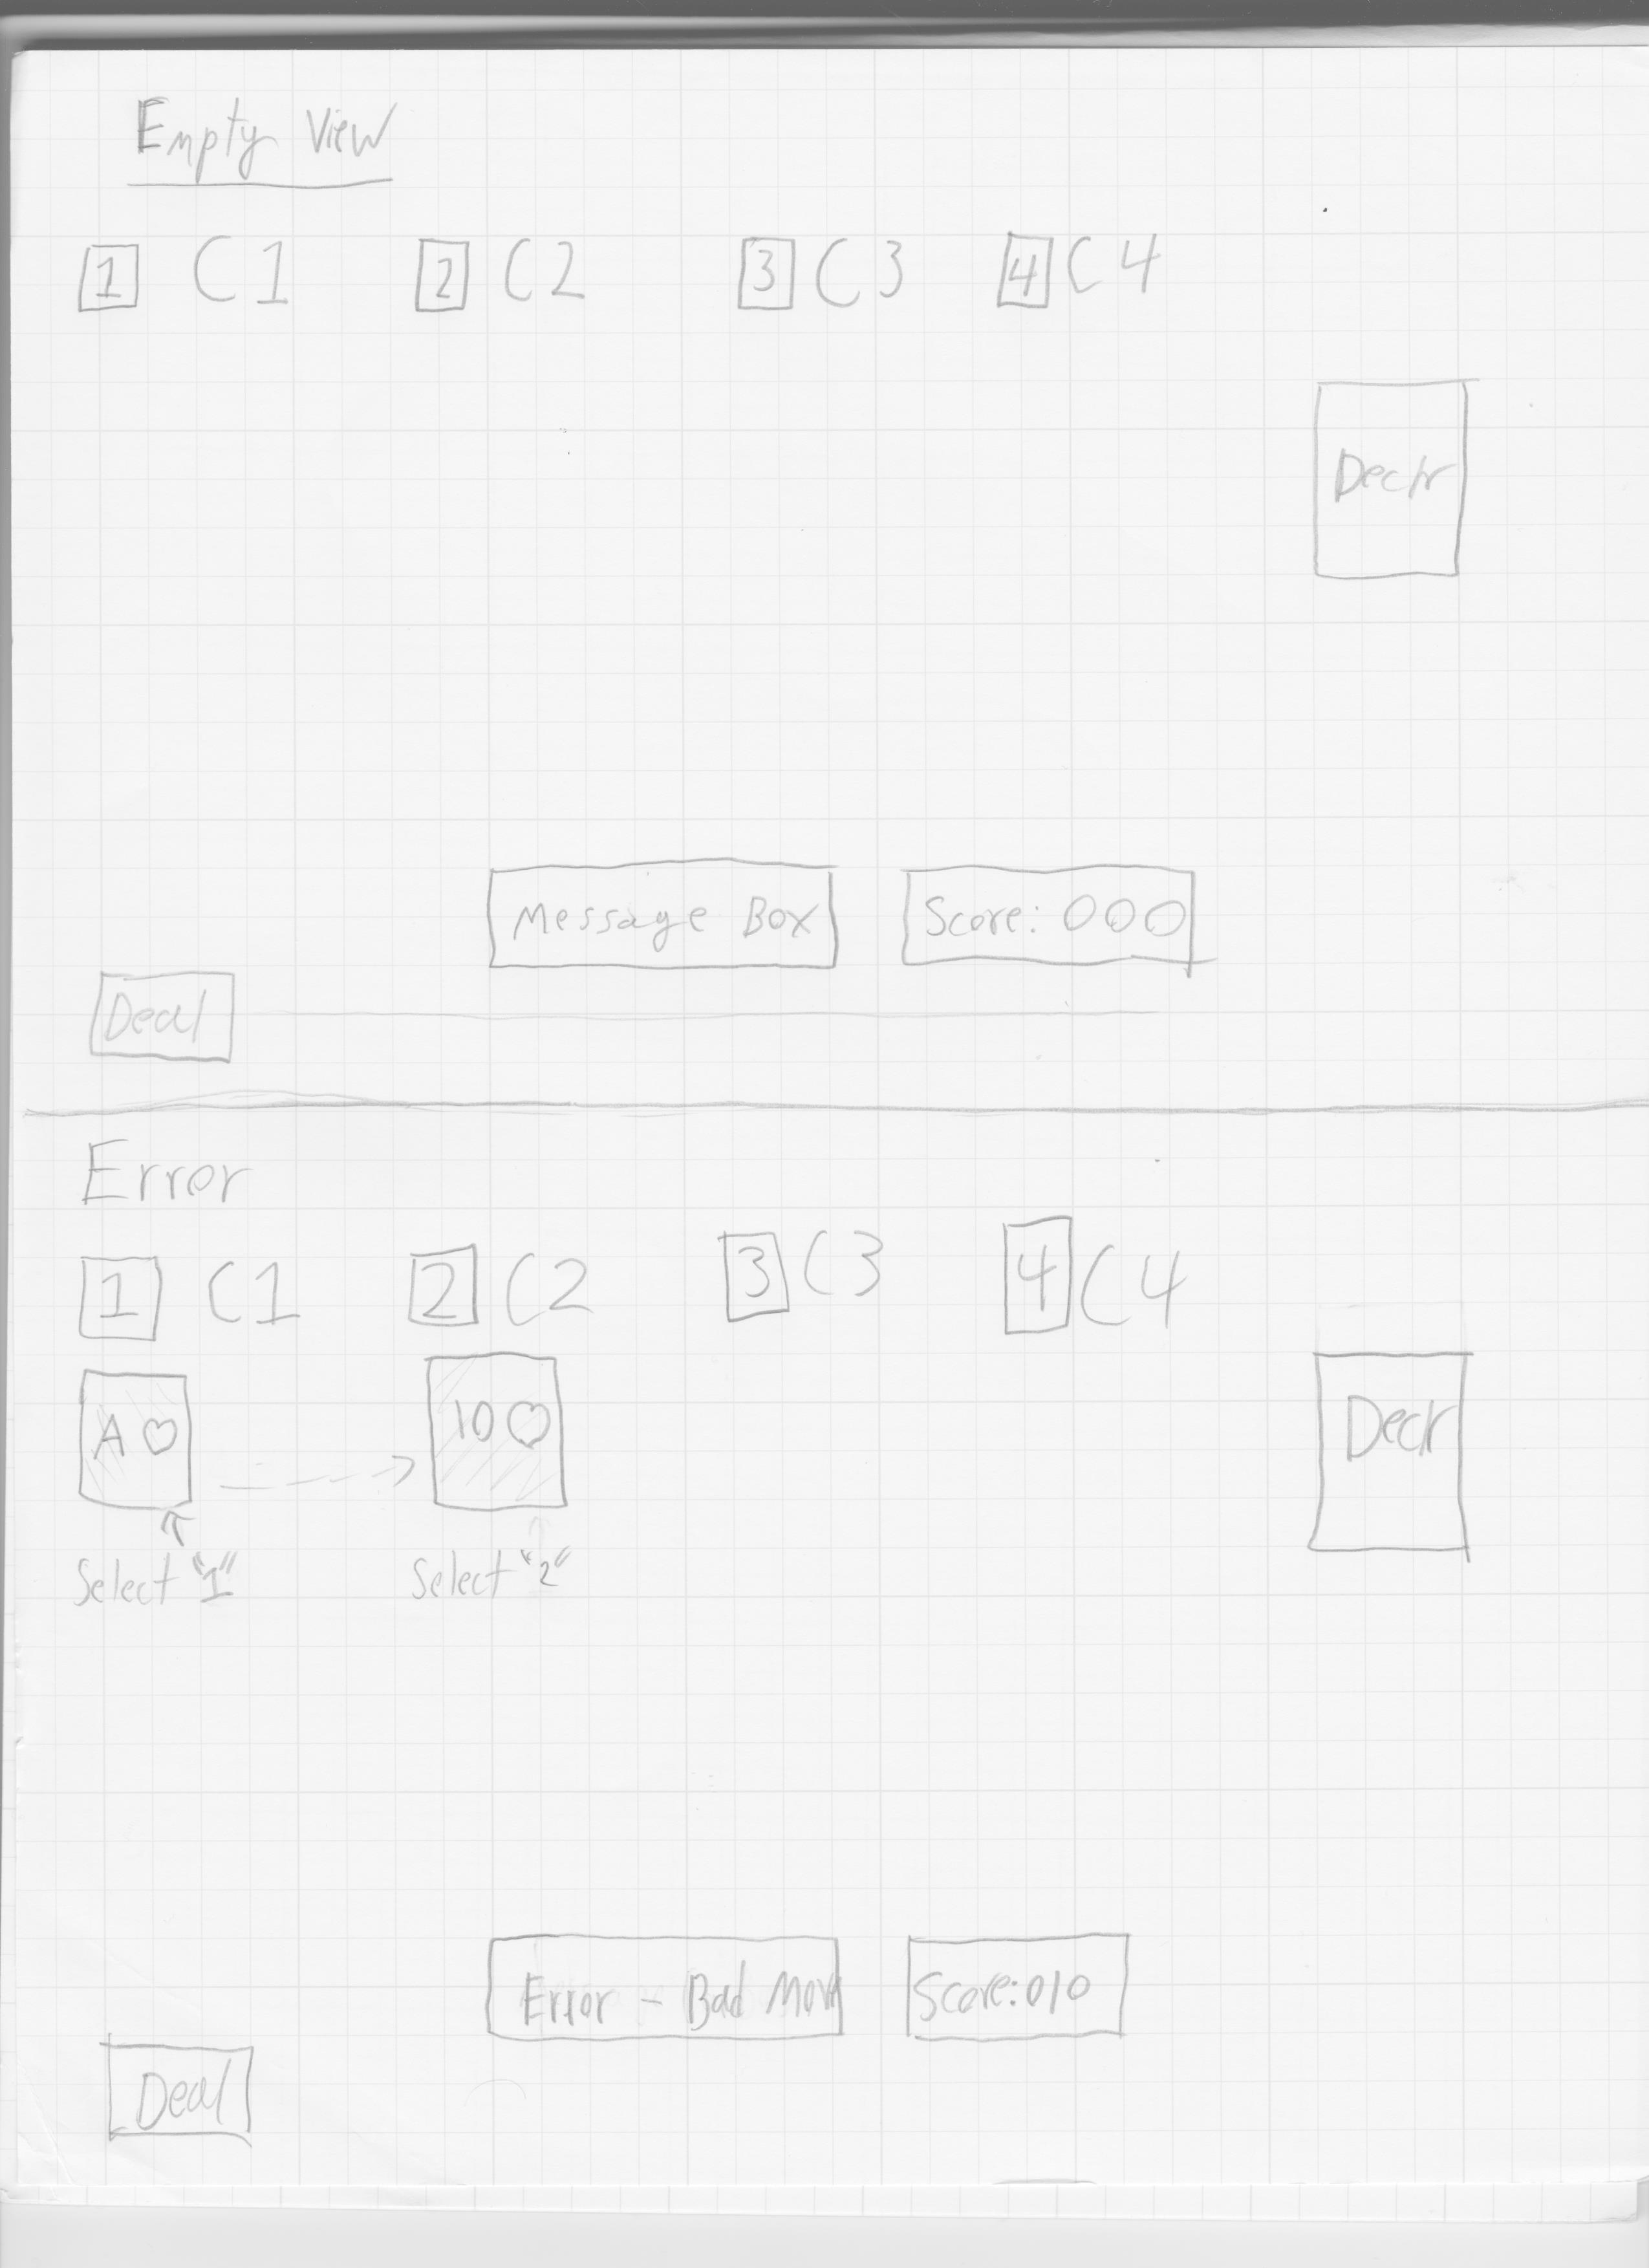 Empty View
1 C1 2 C2 3 C3 4 C4
Deck
Message Box Score: 000
Deal
Error
1 C1 2 C2 3 C3 4 C4
A♡ 10♡ Deck
Select "1" Select "2"
Error - Bad Move Score: 010
Deal